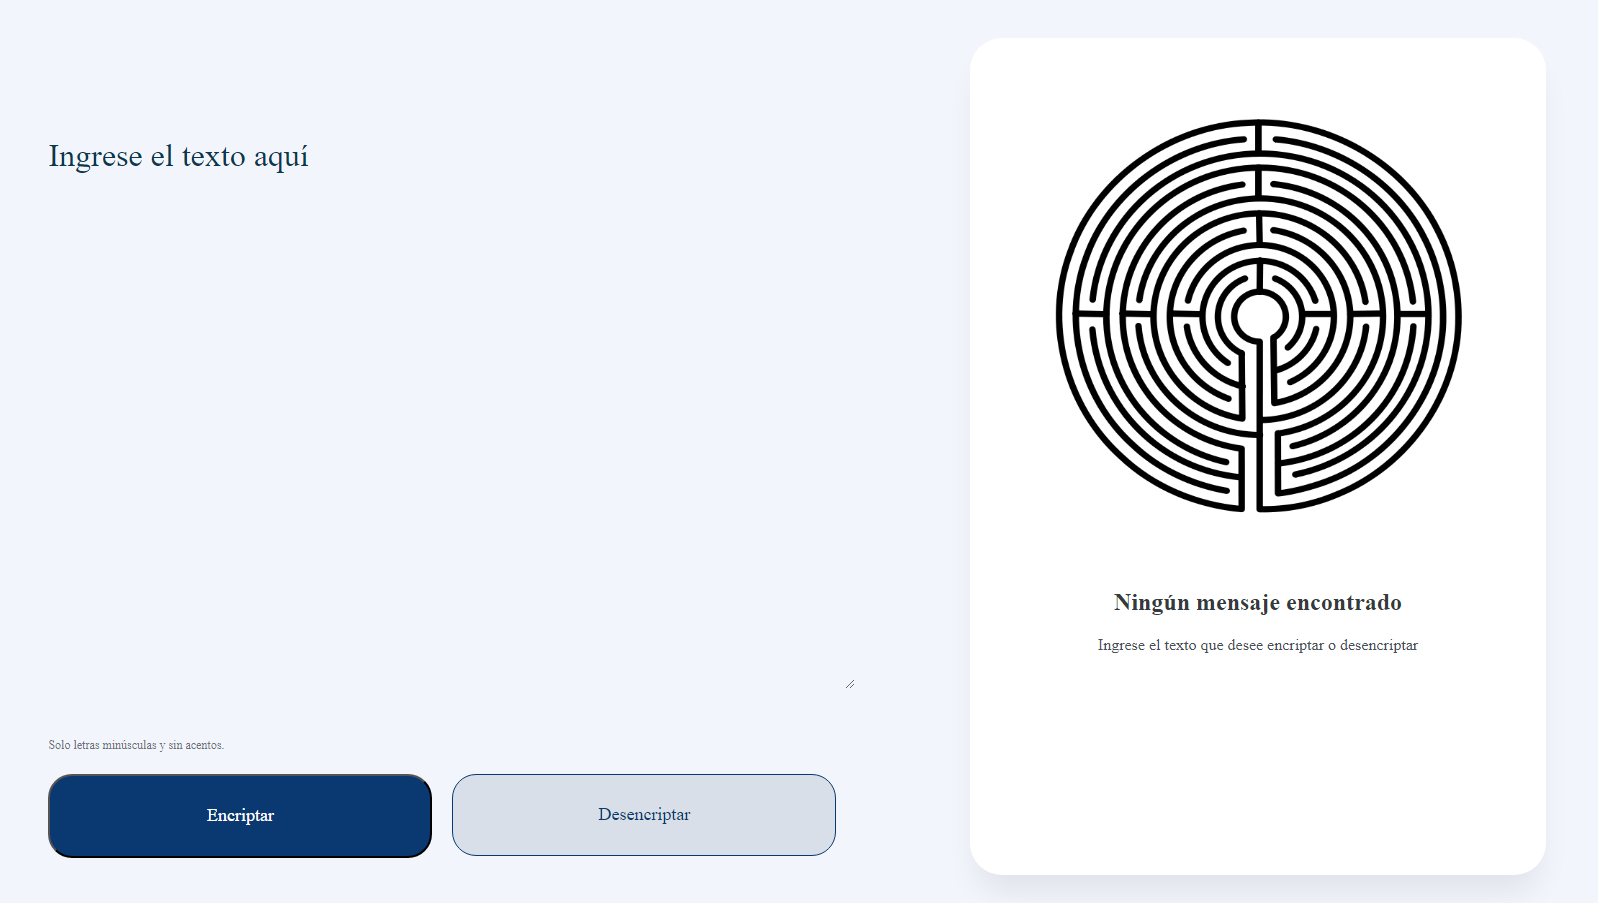 Ingrese el texto aquí
Solo letras minúsculas y sin acentos.
Encriptar
Desencriptar
Ningún mensaje encontrado
Ingrese el texto que desee encriptar o desencriptar